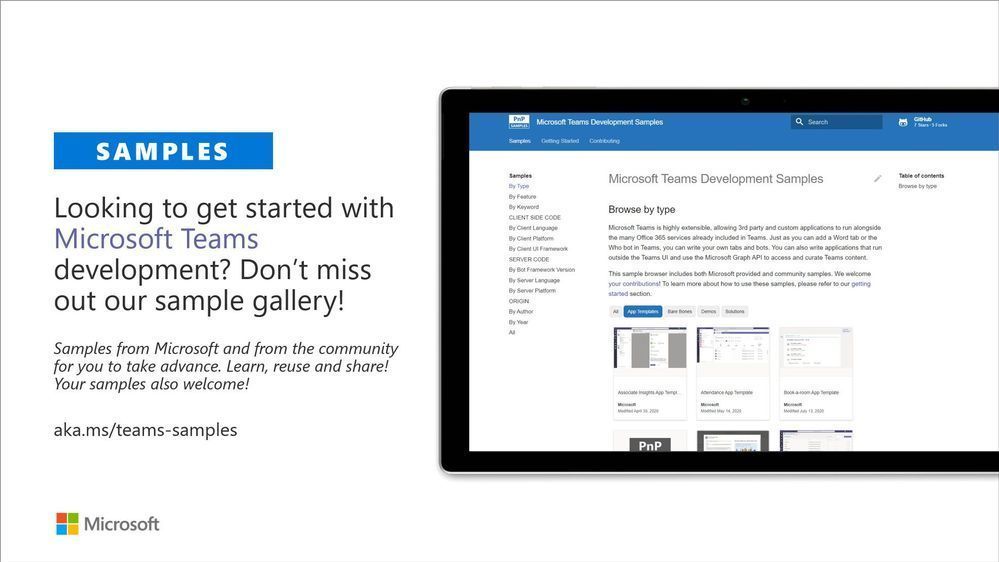 SAMPLES
Looking to get started with
Microsoft Teams
development? Don't miss
out our sample gallery!
Samples from Microsoft and from the community
for you to take advance. Learn, reuse and share!
Your samples also welcome!
aka.ms/teams-samples
Microsoft
PnP
SAMPLES
Microsoft Teams Development Samples
Search
GitHub
7 Stars · 5 Forks
Samples Getting Started Contributing
Samples
By Type
By Feature
By Keyword
CLIENT SIDE CODE
By Client Language
By Client Platform
By Client UI Framework
SERVER CODE
By Bot Framework Version
By Server Language
By Server Platform
ORIGIN
By Author
By Year
All
Microsoft Teams Development Samples
Browse by type
Microsoft Teams is highly extensible, allowing 3rd party and custom applications to run alongside
the many Office 365 services already included in Teams. Just as you can add a Word tab or the
Who bot in Teams, you can write your own tabs and bots. You can also write applications that run
outside the Teams UI and use the Microsoft Graph API to access and curate Teams content.
This sample browser includes both Microsoft provided and community samples. We welcome
your contributions! To learn more about how to use these samples, please refer to our getting
started section.
All App Templates Bare Bones Demos Solutions
Associate Insights App Templ...
Microsoft
Modified April 30, 2020
Attendance App Template
Microsoft
Modified May 14, 2020
Book-a-room App Template
Microsoft
Modified July 13, 2020
PnP
Table of contents
Browse by type